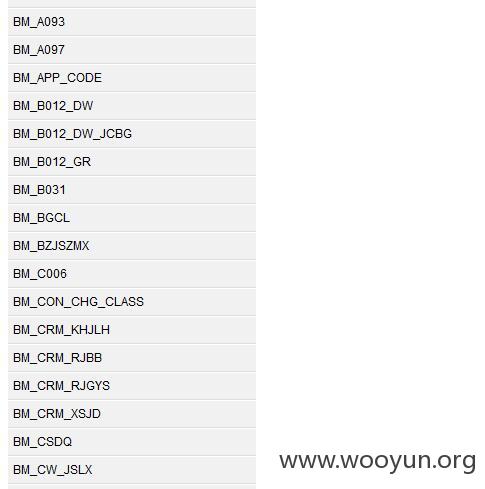 BM_A093
BM_A097
BM_APP_CODE
BM_B012_DW
BM_B012_DW_JCBG
BM_B012_GR
BM_B031
BM_BGCL
BM_BZJSZMX
BM_C006
BM_CON_CHG_CLASS
BM_CRM_KHJLH
BM_CRM_RJBB
BM_CRM_RJGYS
BM_CRM_XSJD
BM_CSDQ
BM_CW_JSLX
www.wooyun.org